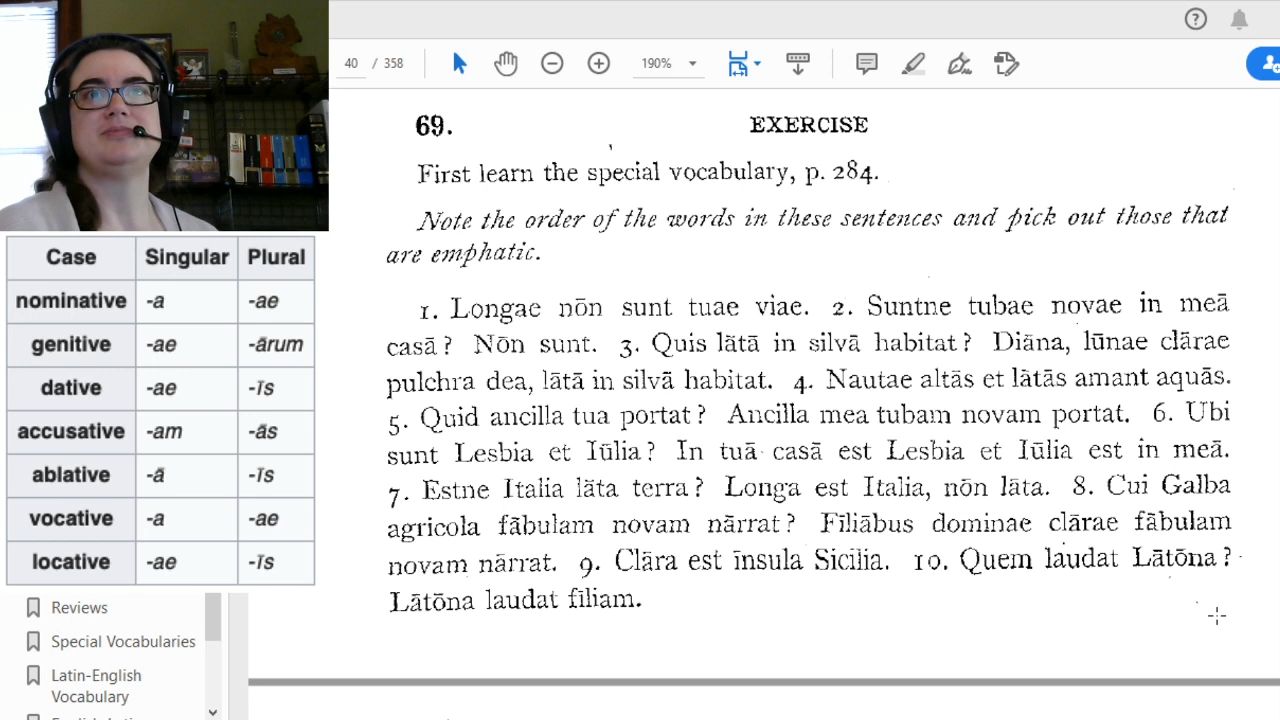 40 / 358
190%
69. EXERCISE
First learn the special vocabulary, p. 284.
Note the order of the words in these sentences and pick out those that
are emphatic.
1. Longae nōn sunt tuae viae. 2. Suntne tubae novae in meā
casā? Nōn sunt. 3. Quis lātā in silvā habitat? Diāna, lūnae clārae
pulchra dea, lātā in silvā habitat. 4. Nautae altās et lātās amant aquās.
5. Quid ancilla tua portat? Ancilla mea tubam novam portat. 6. Ubi
sunt Lesbia et Iūlia? In tuā casā est Lesbia et Iūlia est in meā.
7. Estne Italia lāta terra? Longa est Italia, nōn lāta. 8. Cui Galba
agricola fābulam novam nārrat? Fīliābus dominae clārae fābulam
novam nārrat. 9. Clāra est īnsula Sicilia. 10. Quem laudat Lātōna?
Lātōna laudat fīliam.
Case Singular Plural
nominative -a -ae
genitive -ae -ārum
dative -ae -īs
accusative -am -ās
ablative -ā -īs
vocative -a -ae
locative -ae -īs
Reviews
Special Vocabularies
Latin-English
Vocabulary